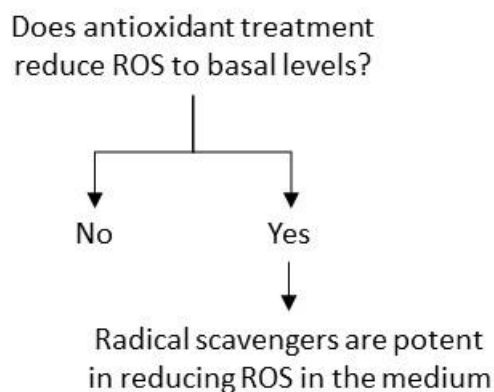 Does antioxidant treatment
reduce ROS to basal levels?
No
Yes
Radical scavengers are potent
in reducing ROS in the medium